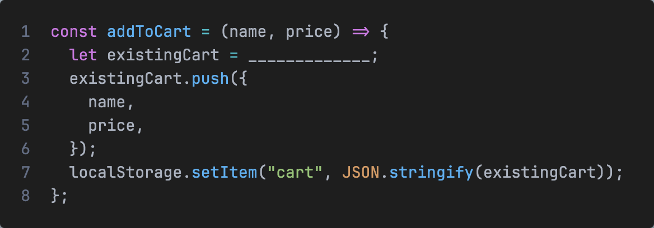 1 const addToCart = (name, price) => {
2   let existingCart = _____________;
3   existingCart.push({
4     name,
5     price,
6   });
7   localStorage.setItem("cart", JSON.stringify(existingCart));
8 };